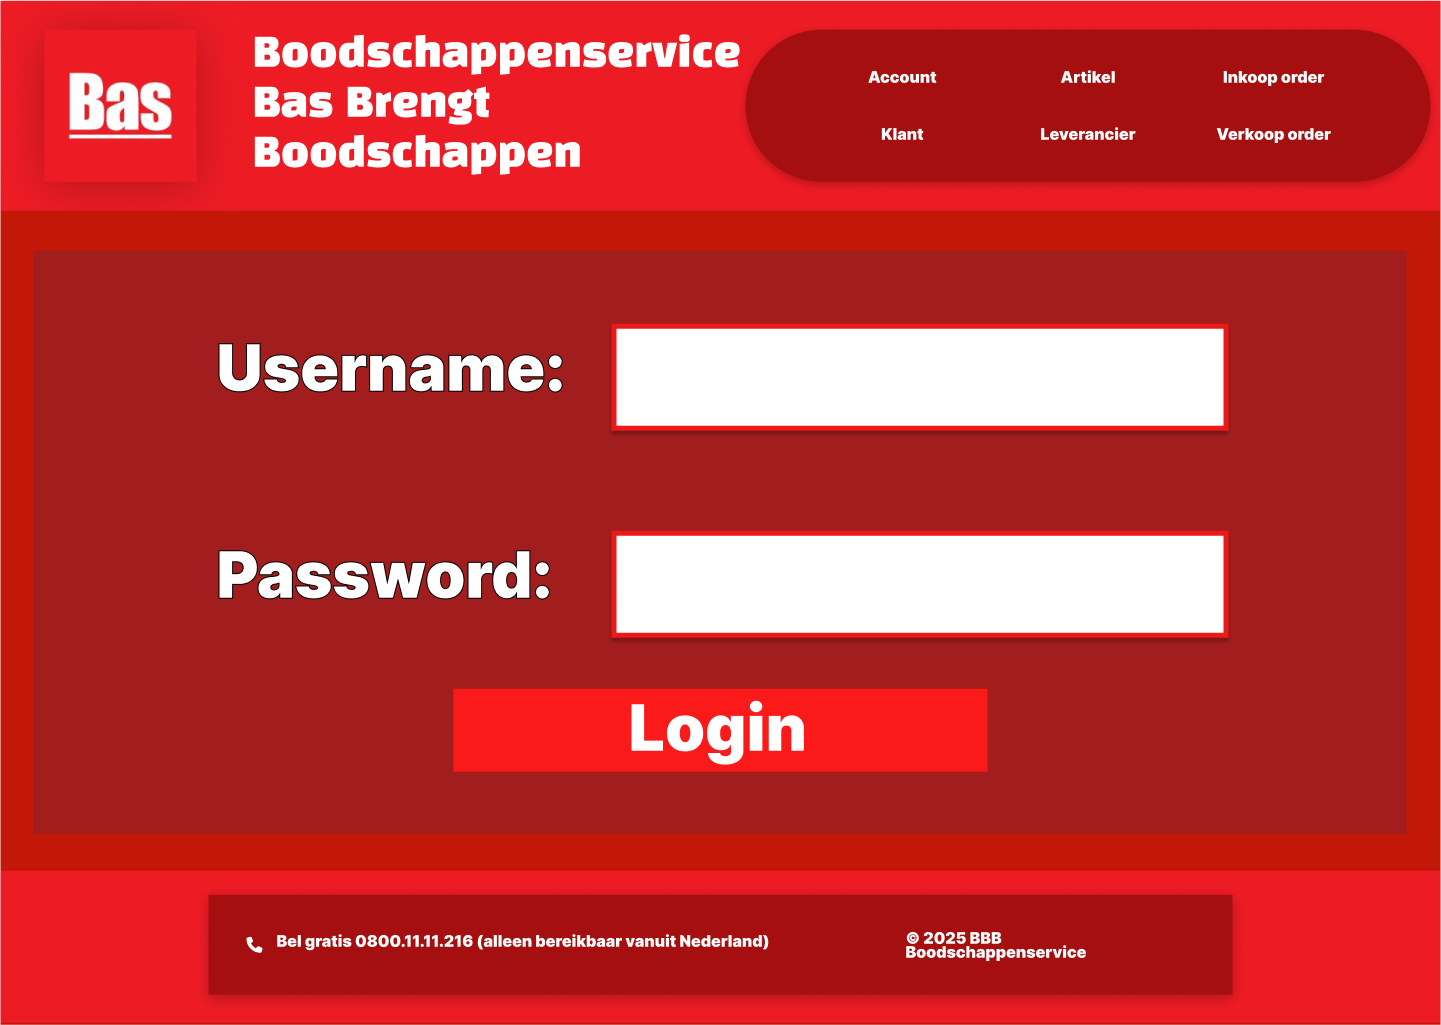 Bas
Boodschappenservice
Bas Brengt
Boodschappen
Account
Artikel
Inkoop order
Klant
Leverancier
Verkoop order
Username:
Password:
Login
Bel gratis 0800.11.11.216 (alleen bereikbaar vanuit Nederland)
© 2025 BBB
Boodschappenservice